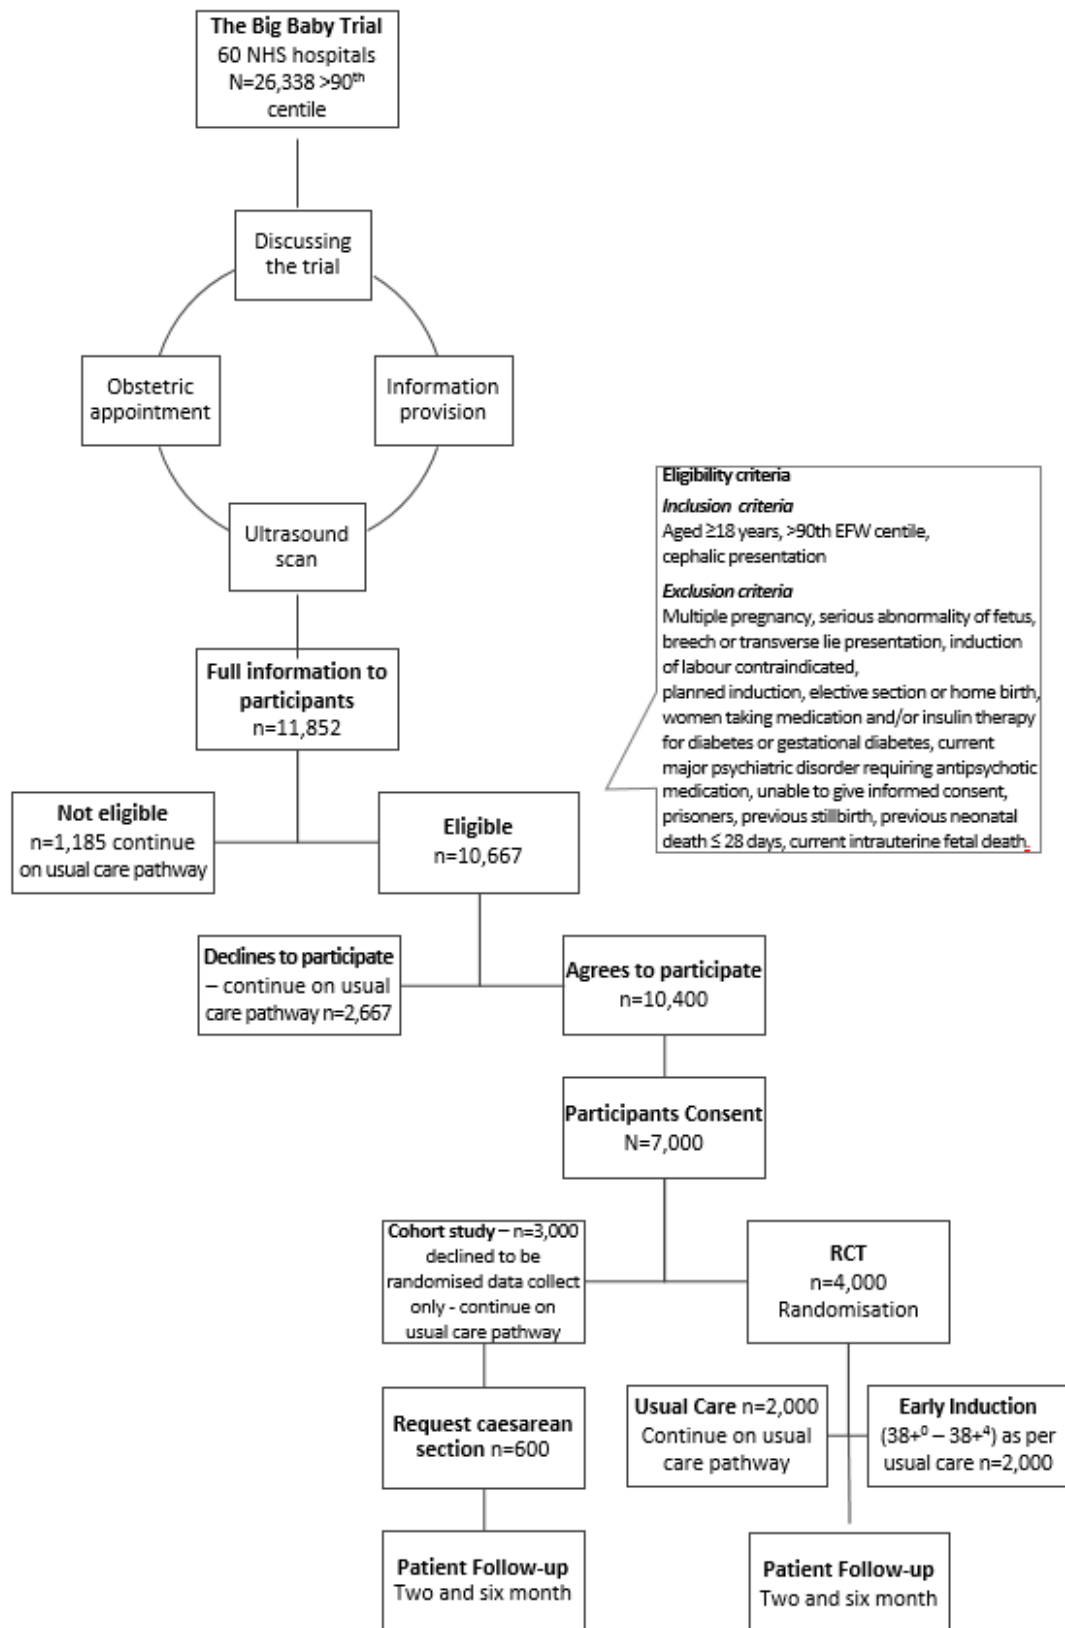 The Big Baby Trial
60 NHS hospitals
N=26,338 >90th
centile
Discussing
the trial
Obstetric
appointment
Information
provision
Ultrasound
scan
Eligibility criteria
Inclusion criteria
Aged ≥18 years, >90th EFW centile,
cephalic presentation
Exclusion criteria
Multiple pregnancy, serious abnormality of fetus,
breech or transverse lie presentation, induction
of labour contraindicated,
planned induction, elective section or home birth,
women taking medication and/or insulin therapy
for diabetes or gestational diabetes, current
major psychiatric disorder requiring antipsychotic
medication, unable to give informed consent,
prisoners, previous stillbirth, previous neonatal
death ≤ 28 days, current intrauterine fetal death.
Full information to
participants
n=11,852
Not eligible
n=1,185 continue
on usual care pathway
Eligible
n=10,667
Declines to participate
– continue on usual
care pathway n=2,667
Agrees to participate
n=10,400
Participants Consent
N=7,000
Cohort study – n=3,000
declined to be
randomised data collect
only - continue on
usual care pathway
RCT
n=4,000
Randomisation
Request caesarean
section n=600
Usual Care n=2,000
Continue on usual
care pathway
Early Induction
(38+⁰ – 38+⁴) as per
usual care n=2,000
Patient Follow-up
Two and six month
Patient Follow-up
Two and six month